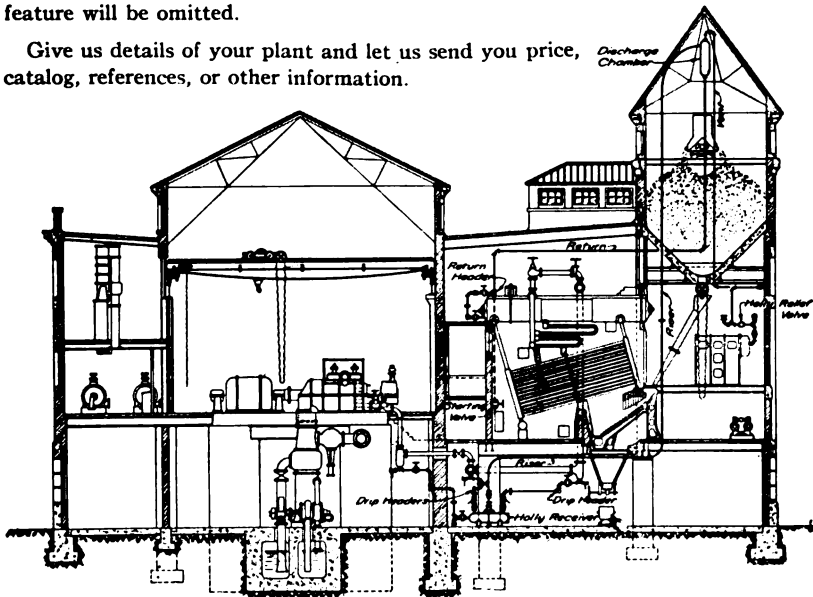 feature will be omitted.
Give us details of your plant and let us send you price,
catalog, references, or other information.
Discharge
Chamber
Riser
Return
Return
Header
Riser
Holly Relief
Valve
Starting
Valve
Riser
Drip Headers
Drip Header
Holly Receiver